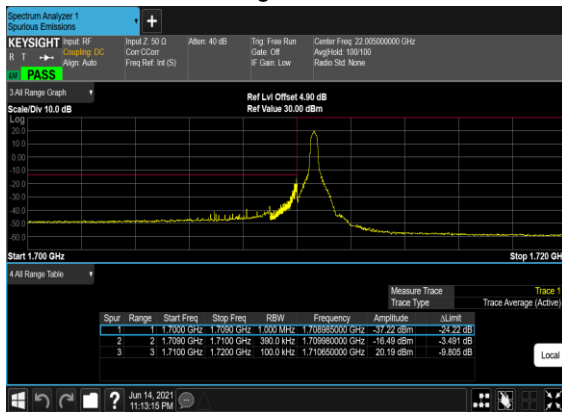 Spectrum Analyzer 1
Spurious Emissions
KEYSIGHT Input: RF Input Z: 50 Ω Atten: 40 dB Trig: Free Run Center Freq: 22.005000000 GHz
R T Coupling: DC Corr CCorr Gate: Off Avg|Hold: 100/100
Align: Auto Freq Ref: Int (S) IF Gain: Low Radio Std: None
PASS
3 All Range Graph
Ref Lvl Offset 4.90 dB
Scale/Div 10.0 dB Ref Value 30.00 dBm
Log
20.0
10.0
0.00
-10.0
-20.0
-30.0
-40.0
-50.0
-60.0
Start 1.700 GHz Stop 1.720 GH
4 All Range Table
Measure Trace Trace 1
Trace Type Trace Average (Active)
Spur Range Start Freq Stop Freq RBW Frequency Amplitude ΔLimit
1 1 1.7000 GHz 1.7090 GHz 1.000 MHz 1.708985000 GHz -37.22 dBm -24.22 dB
2 2 1.7090 GHz 1.7100 GHz 390.0 kHz 1.709980000 GHz -16.49 dBm -3.491 dB
3 3 1.7100 GHz 1.7200 GHz 100.0 kHz 1.710650000 GHz 20.19 dBm -9.805 dB
Local
? Jun 14, 2021
11:13:15 PM